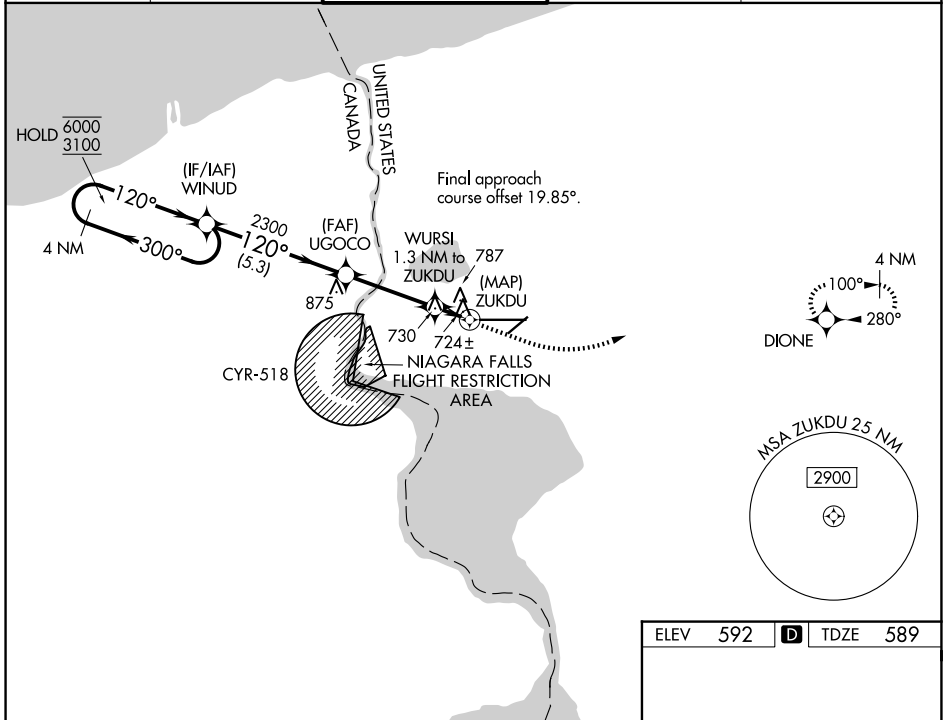 UNITED STATES
CANADA
HOLD 6000
3100
(IF/IAF)
WINUD
120°
300°
4 NM
2300
120°
(5.3)
(FAF)
UGOCO
875
Final approach
course offset 19.85°.
WURSI
1.3 NM to
ZUKDU
787
(MAP)
ZUKDU
730
724±
CYR-518
NIAGARA FALLS
FLIGHT RESTRICTION
AREA
4 NM
100°
280°
DIONE
MSA ZUKDU 25 NM
2900
ELEV 592 D TDZE 589